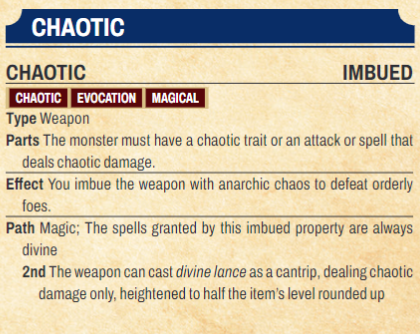 CHAOTIC
CHAOTIC IMBUED
CHAOTIC EVOCATION MAGICAL
Type Weapon
Parts The monster must have a chaotic trait or an attack or spell that
deals chaotic damage.
Effect You imbue the weapon with anarchic chaos to defeat orderly
foes.
Path Magic; The spells granted by this imbued property are always
divine
2nd The weapon can cast divine lance as a cantrip, dealing chaotic
damage only, heightened to half the item's level rounded up